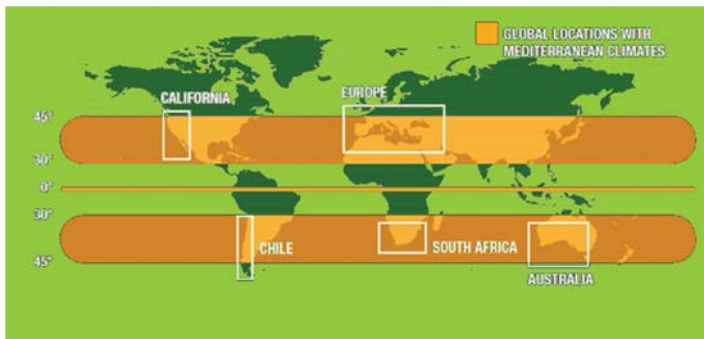 GLOBAL LOCATIONS WITH
MEDITERRANEAN CLIMATES
CALIFORNIA
EUROPE
45°
30°
0°
30°
45°
CHILE
SOUTH AFRICA
AUSTRALIA